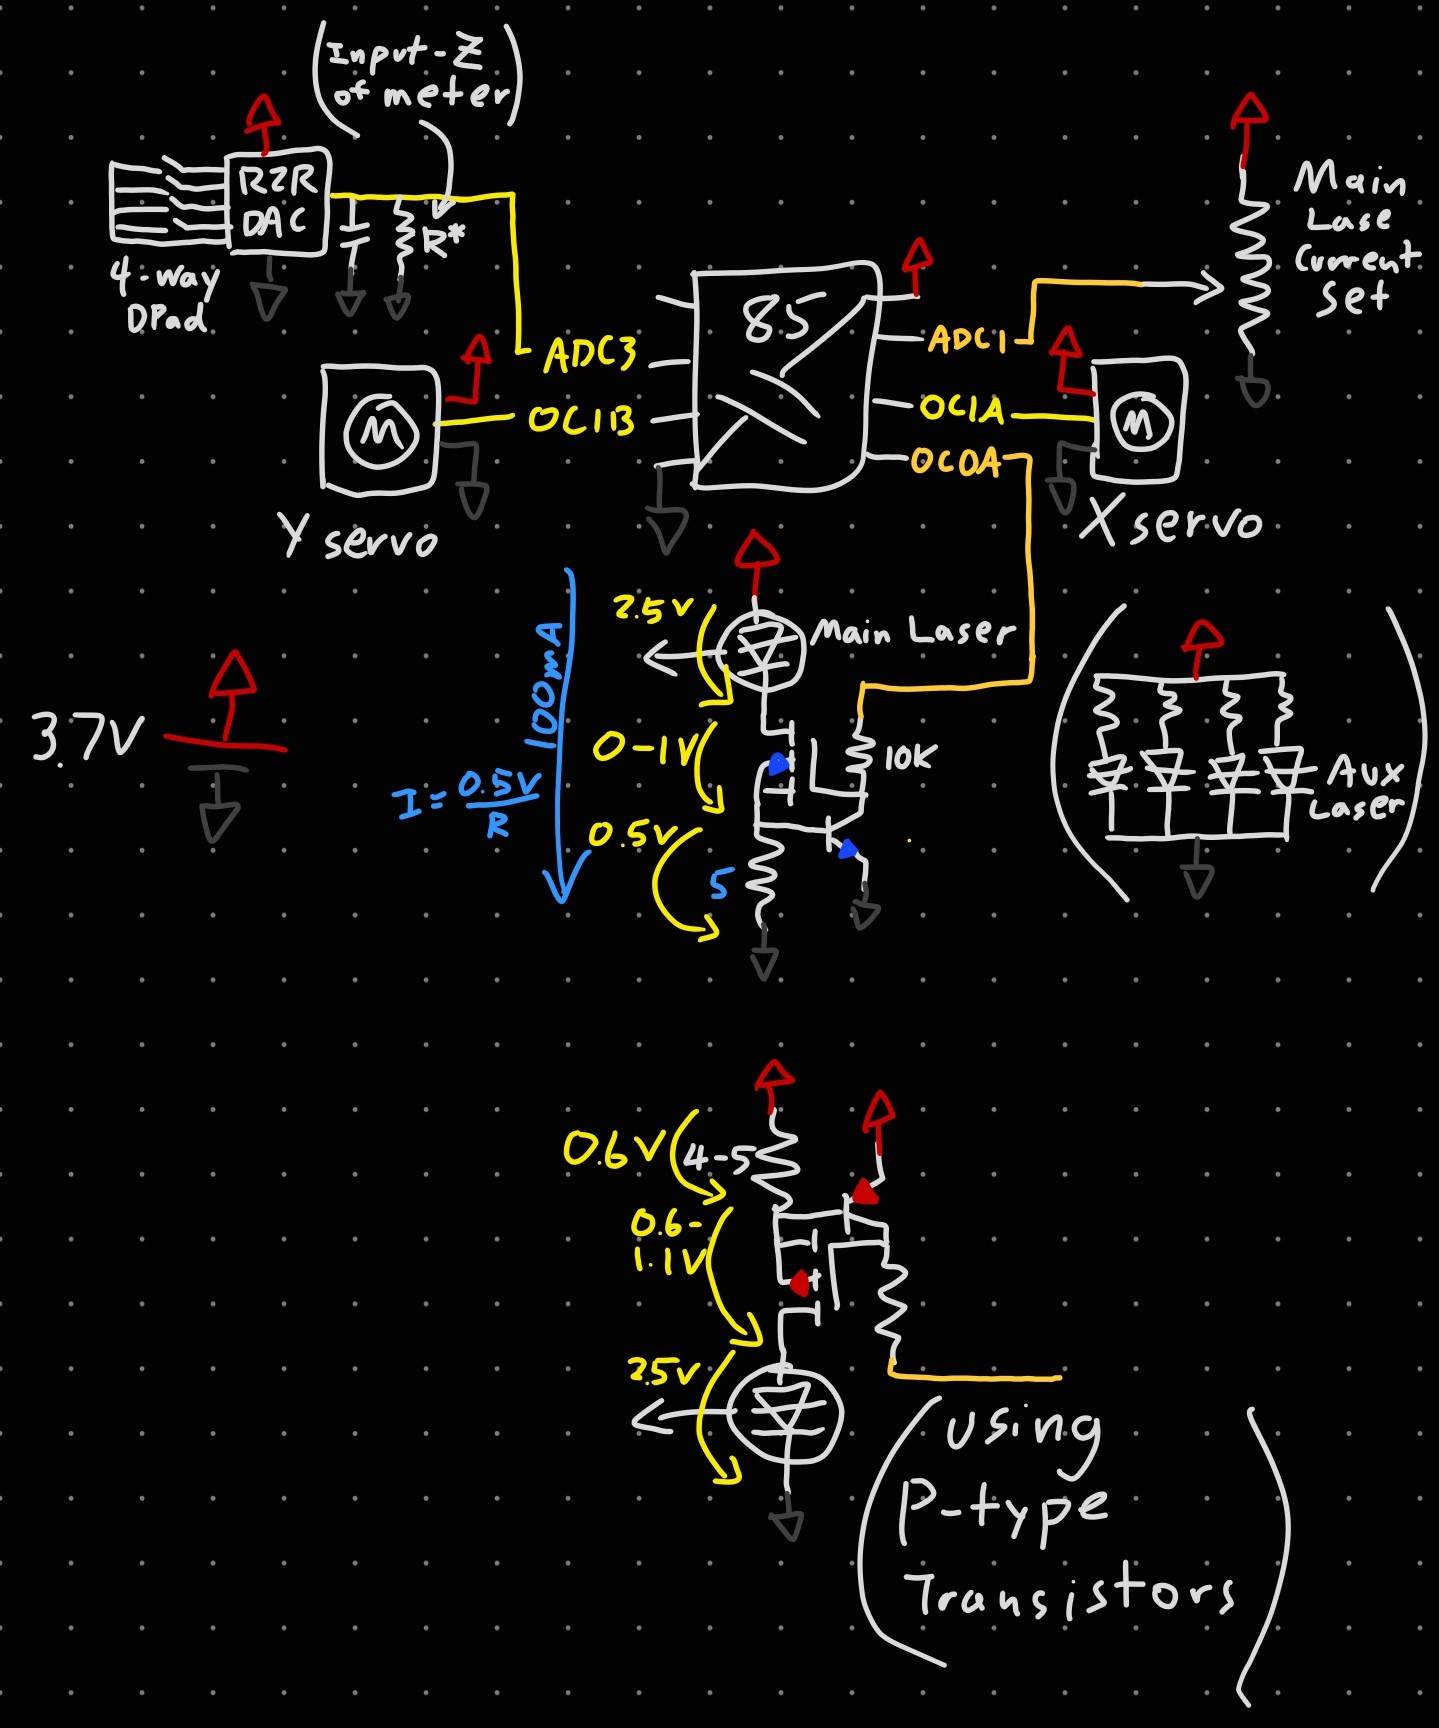 (Input-Z
of meter)
R2R
DAC
R*
4-way
DPad
Main
Lase
Current
Set
85
ADC3
ADC1
OC1B
OC1A
OC0A
M
M
Y servo
X servo
2.5V
Main Laser
100mA
3.7V
0-1V
10K
I = 0.5V
R
0.5V
5
Aux
Laser
0.6V
4-5
0.6-
1.1V
2.5V
(using
P-type
Transistors)